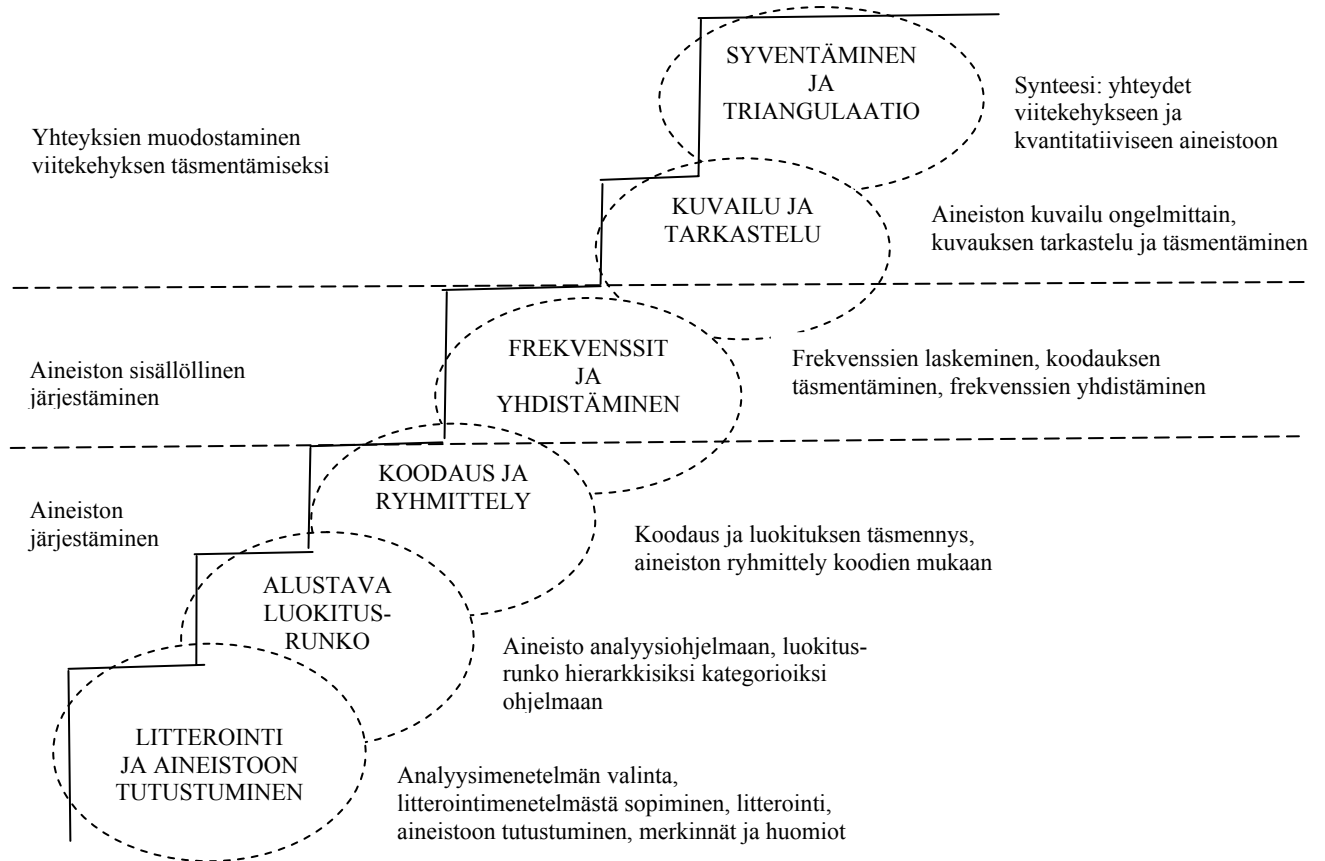 SYVENTÄMINEN
JA
TRIANGULAATIO
Synteesi: yhteydet
viitekehykseen ja
kvantitatiiviseen aineistoon
Yhteyksien muodostaminen
viitekehyksen täsmentämiseksi
KUVAILU JA
TARKASTELU
Aineiston kuvailu ongelmittain,
kuvauksen tarkastelu ja täsmentäminen
FREKVENSSIT
JA
YHDISTÄMINEN
Frekvenssien laskeminen, koodauksen
täsmentäminen, frekvenssien yhdistäminen
Aineiston sisällöllinen
järjestäminen
KOODAUS JA
RYHMITTELY
Aineiston
järjestäminen
Koodaus ja luokituksen täsmennys,
aineiston ryhmittely koodien mukaan
ALUSTAVA
LUOKITUS-
RUNKO
Aineisto analyysiohjelmaan, luokitus-
runko hierarkkisiksi kategorioiksi
ohjelmaan
LITTEROINTI
JA AINEISTOON
TUTUSTUMINEN
Analyysimenetelmän valinta,
litterointimenetelmästä sopiminen, litterointi,
aineistoon tutustuminen, merkinnät ja huomiot